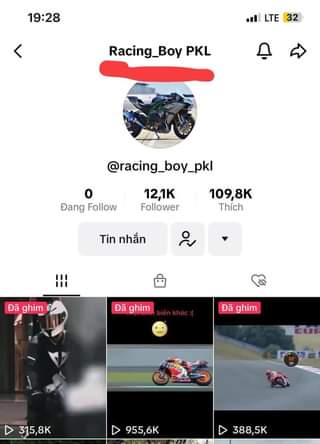 19:28
LTE 32
Racing_Boy PKL
@racing_boy_pkl
0 12,1K 109,8K
Đang Follow Follower Thích
Tin nhắn
Đã ghim Đã ghim biến khác :( Đã ghim
315,8K 955,6K 388,5K